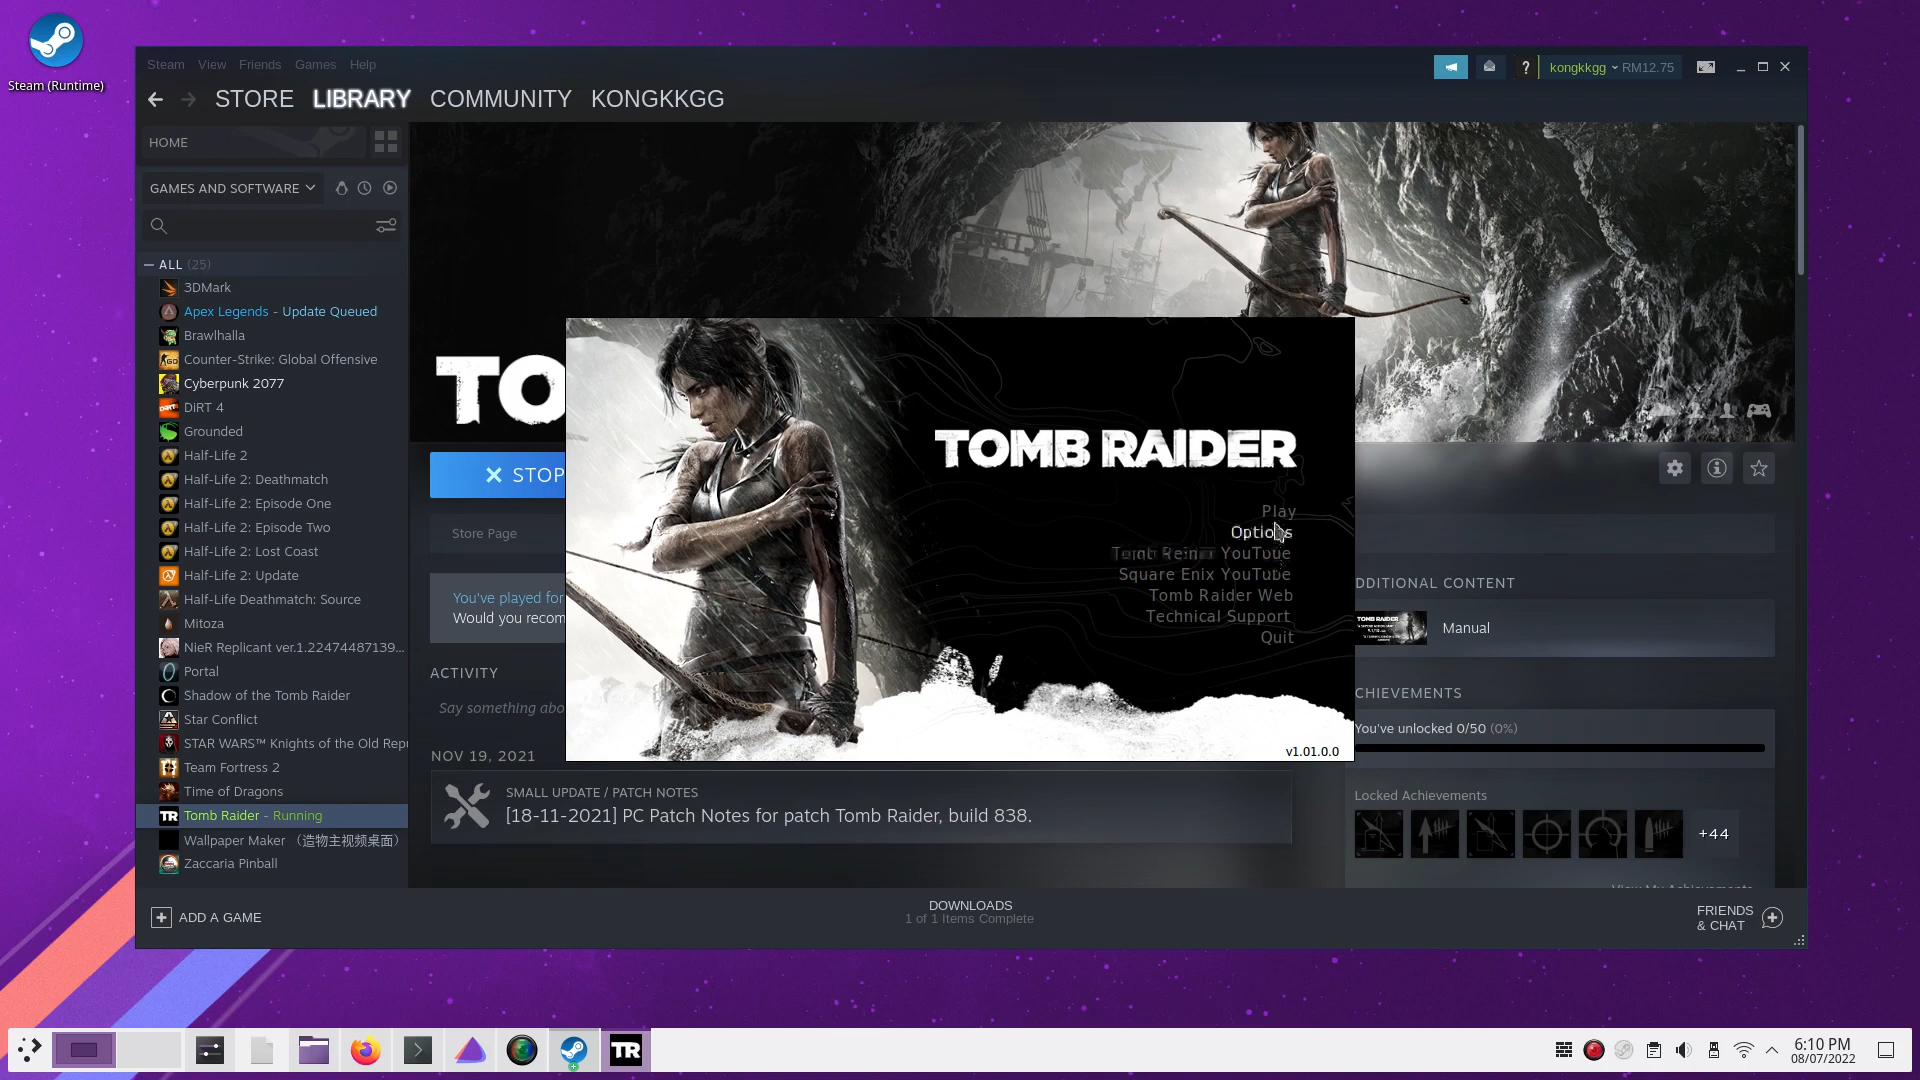 Steam (Runtime)
Steam View Friends Games Help
kongkkgg RM12.75
STORE LIBRARY COMMUNITY KONGKKGG
HOME
GAMES AND SOFTWARE
ALL (25)
3DMark
Apex Legends - Update Queued
Brawlhalla
Counter-Strike: Global Offensive
Cyberpunk 2077
DiRT 4
Grounded
Half-Life 2
Half-Life 2: Deathmatch
Half-Life 2: Episode One
Half-Life 2: Episode Two
Half-Life 2: Lost Coast
Half-Life 2: Update
Half-Life Deathmatch: Source
Mitoza
NieR Replicant ver.1.22474487139...
Portal
Shadow of the Tomb Raider
Star Conflict
STAR WARS™ Knights of the Old Repu
Team Fortress 2
Time of Dragons
Tomb Raider - Running
Wallpaper Maker （造物主视频桌面）
Zaccaria Pinball
ADD A GAME
TO
STOP
Store Page
You've played for
Would you recom
ACTIVITY
Say something abo
NOV 19, 2021
SMALL UPDATE / PATCH NOTES
[18-11-2021] PC Patch Notes for patch Tomb Raider, build 838.
TOMB RAIDER
Play
Options
YouTube
Square Enix YouTube
Tomb Raider Web
Technical Support
Quit
v1.01.0.0
DDITIONAL CONTENT
TOMB RAIDER
Manual
CHIEVEMENTS
You've unlocked 0/50 (0%)
Locked Achievements
+44
View My Achievements
DOWNLOADS
1 of 1 Items Complete
FRIENDS
& CHAT
TR
6:10 PM
08/07/2022